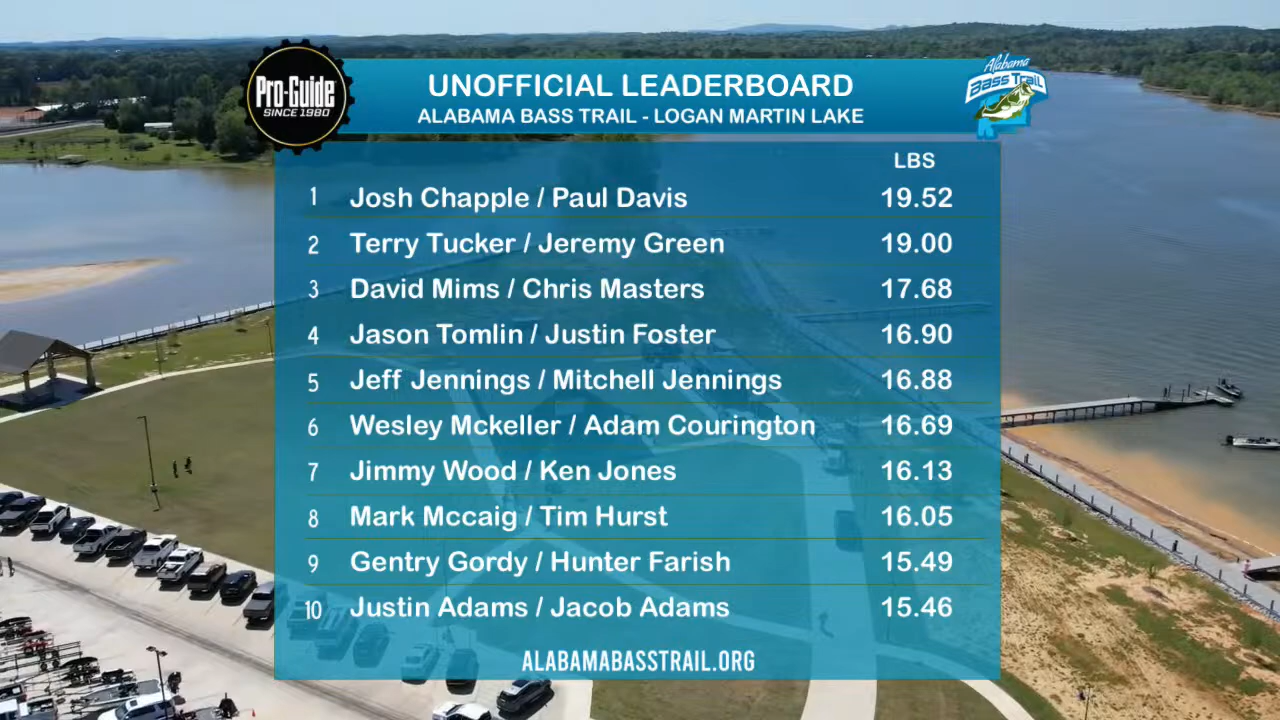 Pro-Guide
SINCE 1980
UNOFFICIAL LEADERBOARD
ALABAMA BASS TRAIL - LOGAN MARTIN LAKE
Alabama
BASS TRAIL
LBS
1 Josh Chapple / Paul Davis 19.52
2 Terry Tucker / Jeremy Green 19.00
3 David Mims / Chris Masters 17.68
4 Jason Tomlin / Justin Foster 16.90
5 Jeff Jennings / Mitchell Jennings 16.88
6 Wesley Mckeller / Adam Courington 16.69
7 Jimmy Wood / Ken Jones 16.13
8 Mark Mccaig / Tim Hurst 16.05
9 Gentry Gordy / Hunter Farish 15.49
10 Justin Adams / Jacob Adams 15.46
ALABAMABASSTRAIL.ORG